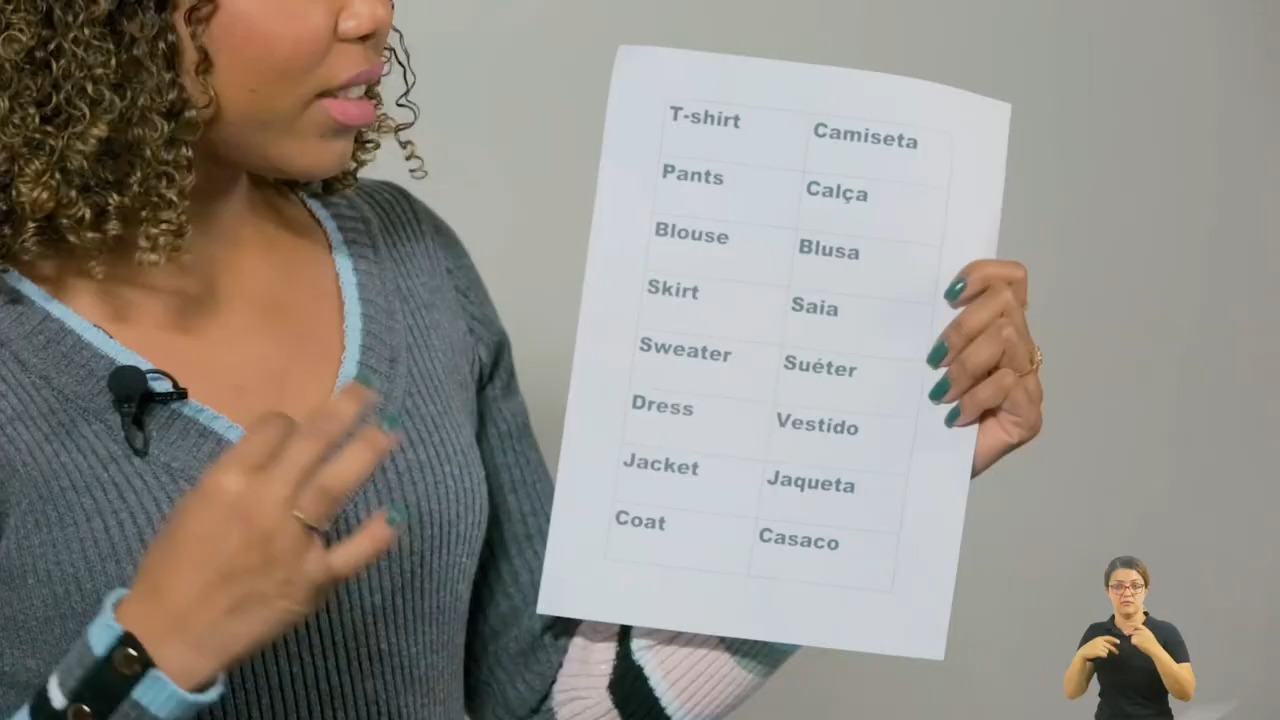 T-shirt Camiseta
Pants Calça
Blouse Blusa
Skirt Saia
Sweater Suéter
Dress Vestido
Jacket Jaqueta
Coat Casaco